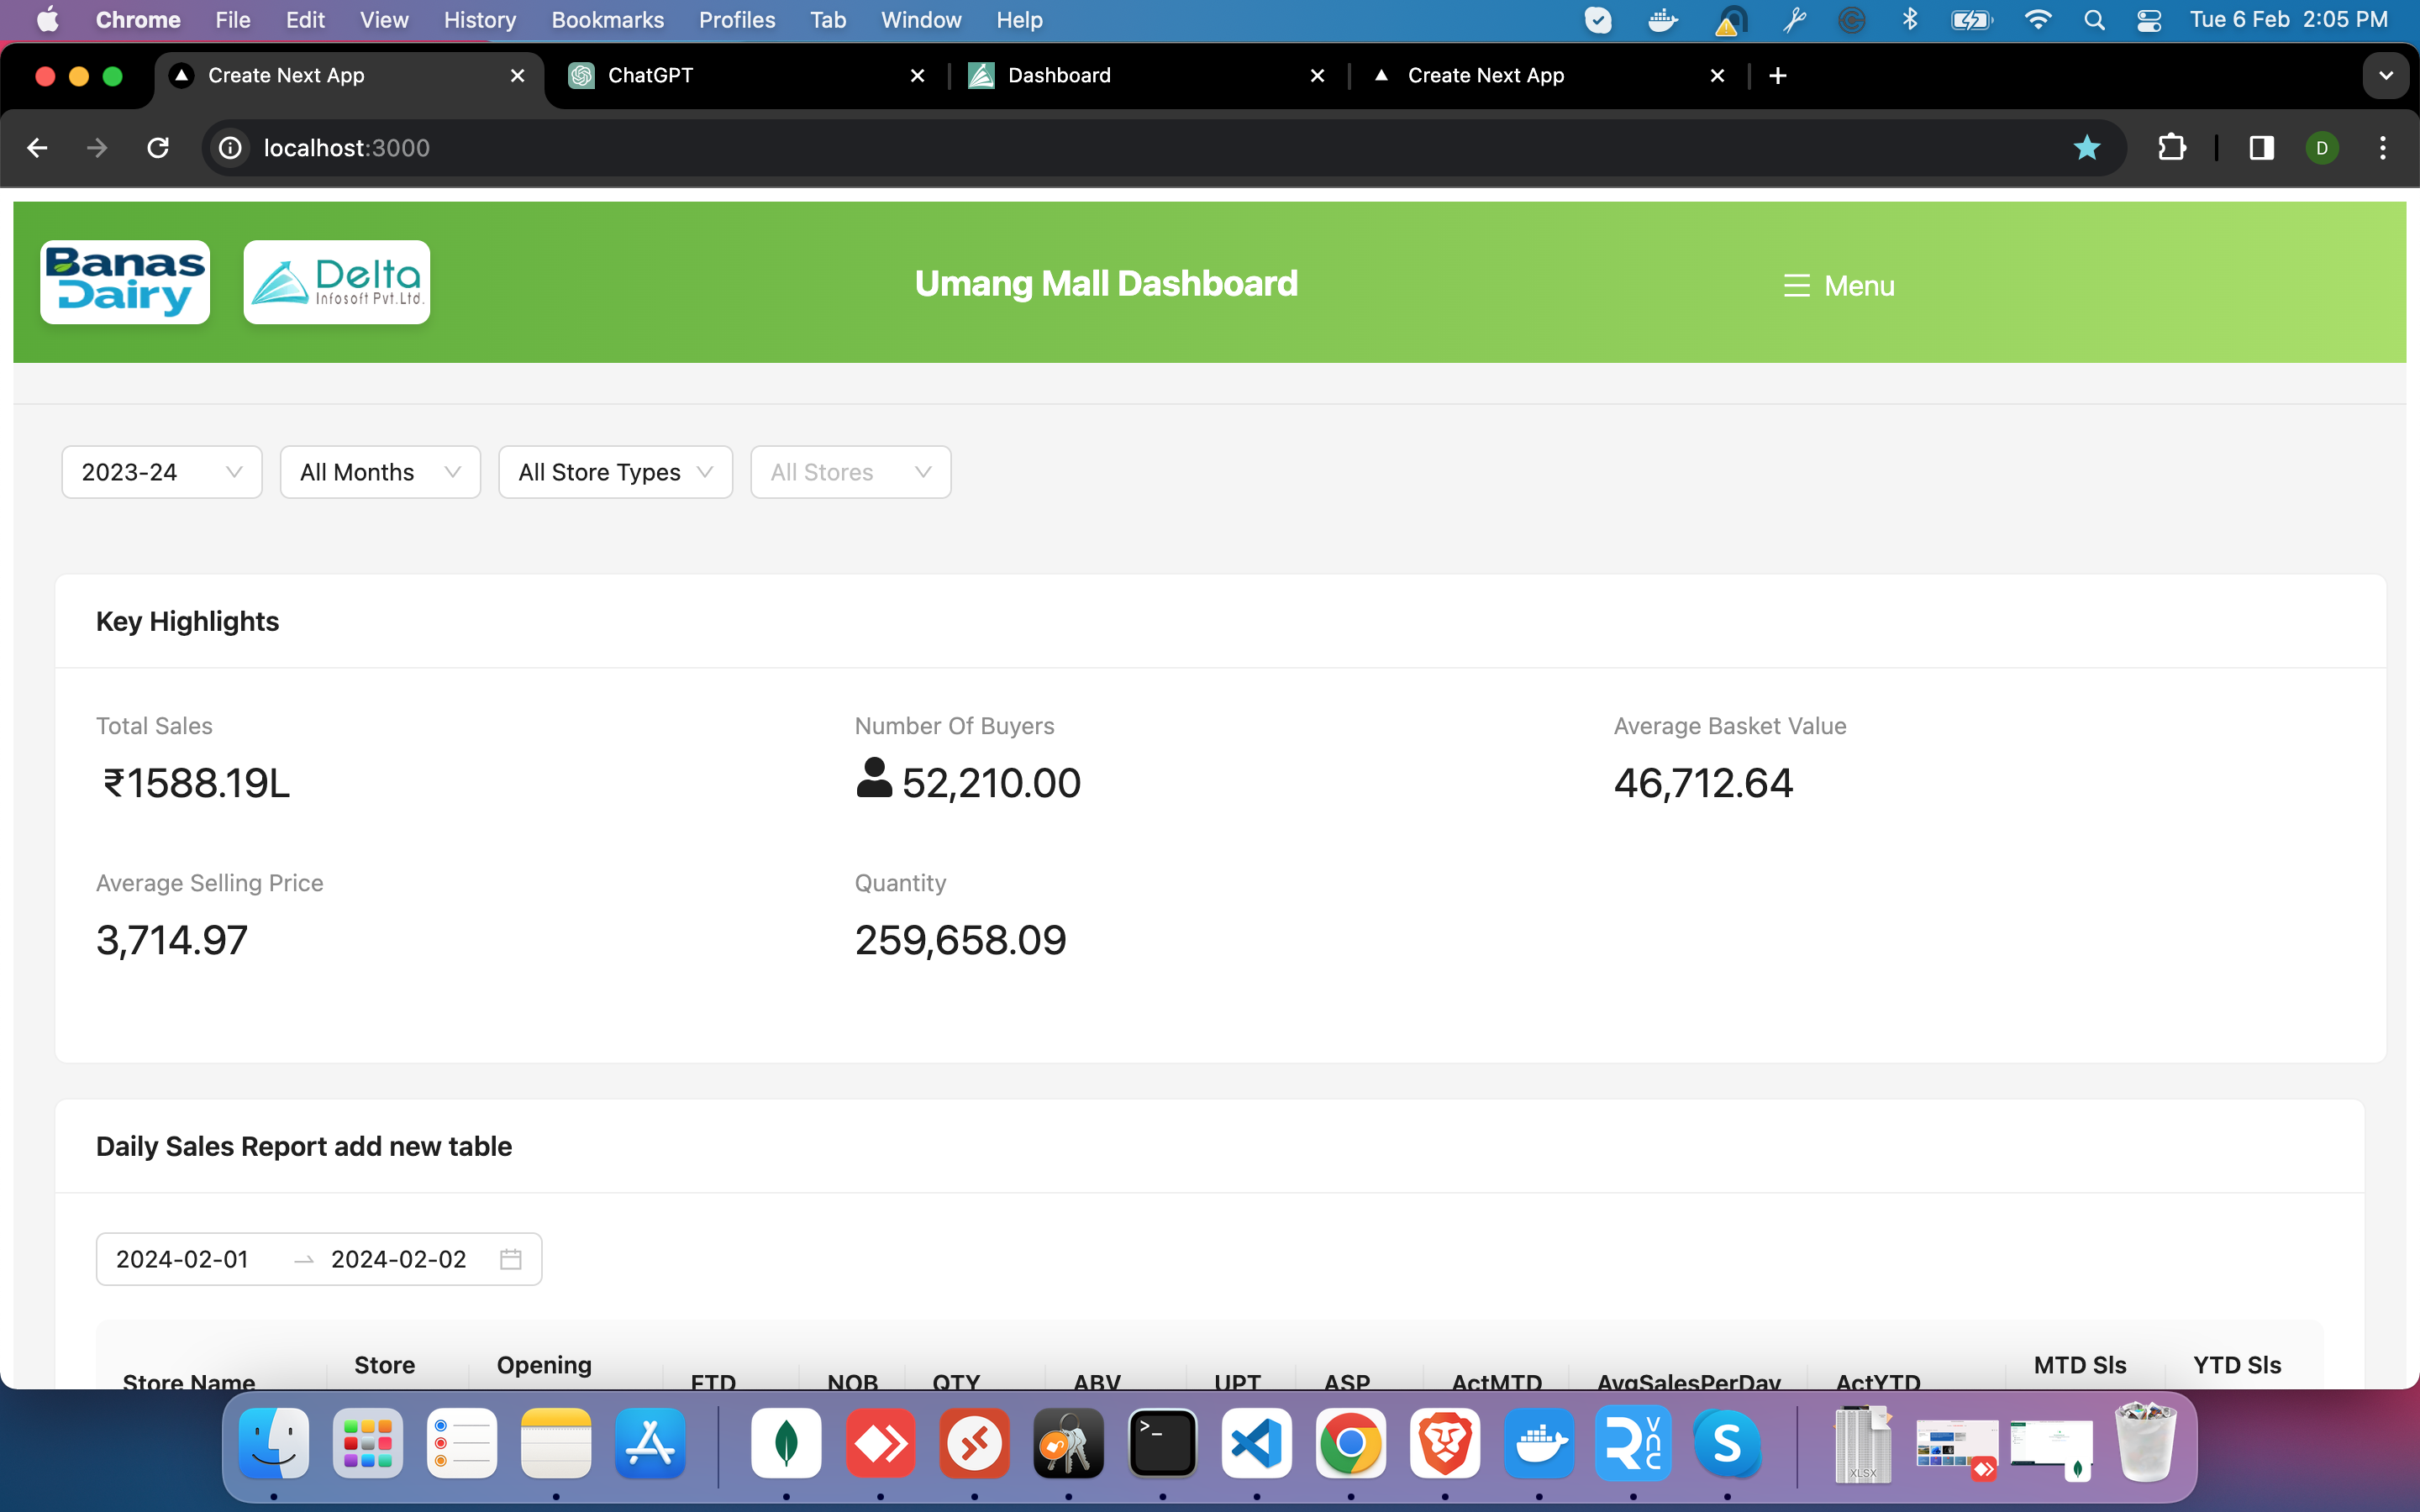 Chrome File Edit View History Bookmarks Profiles Tab Window Help Tue 6 Feb 2:05 PM
Create Next App ChatGPT Dashboard Create Next App
localhost:3000 D
Banas
Dairy
Delta
Infosoft Pvt.Ltd.
Umang Mall Dashboard
Menu
2023-24 All Months All Store Types All Stores
Key Highlights
Total Sales Number Of Buyers Average Basket Value
₹1588.19L 52,210.00 46,712.64
Average Selling Price Quantity
3,714.97 259,658.09
Daily Sales Report add new table
2024-02-01 2024-02-02
Store Opening MTD Sls YTD Sls
Store Name FTD NOB QTY ABV UPT ASP ActMTD AvgSalesPerDay ActYTD
XLSX
VNC